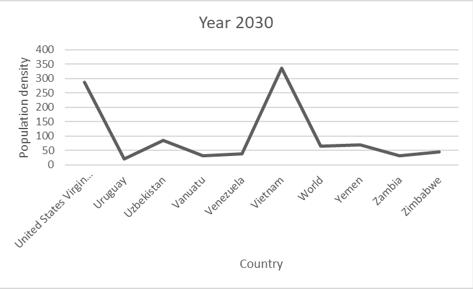 Year 2030
Population density
400
350
300
250
200
150
100
50
0
United States Virgin...
Uruguay
Uzbekistan
Vanuatu
Venezuela
Vietnam
World
Yemen
Zambia
Zimbabwe
Country